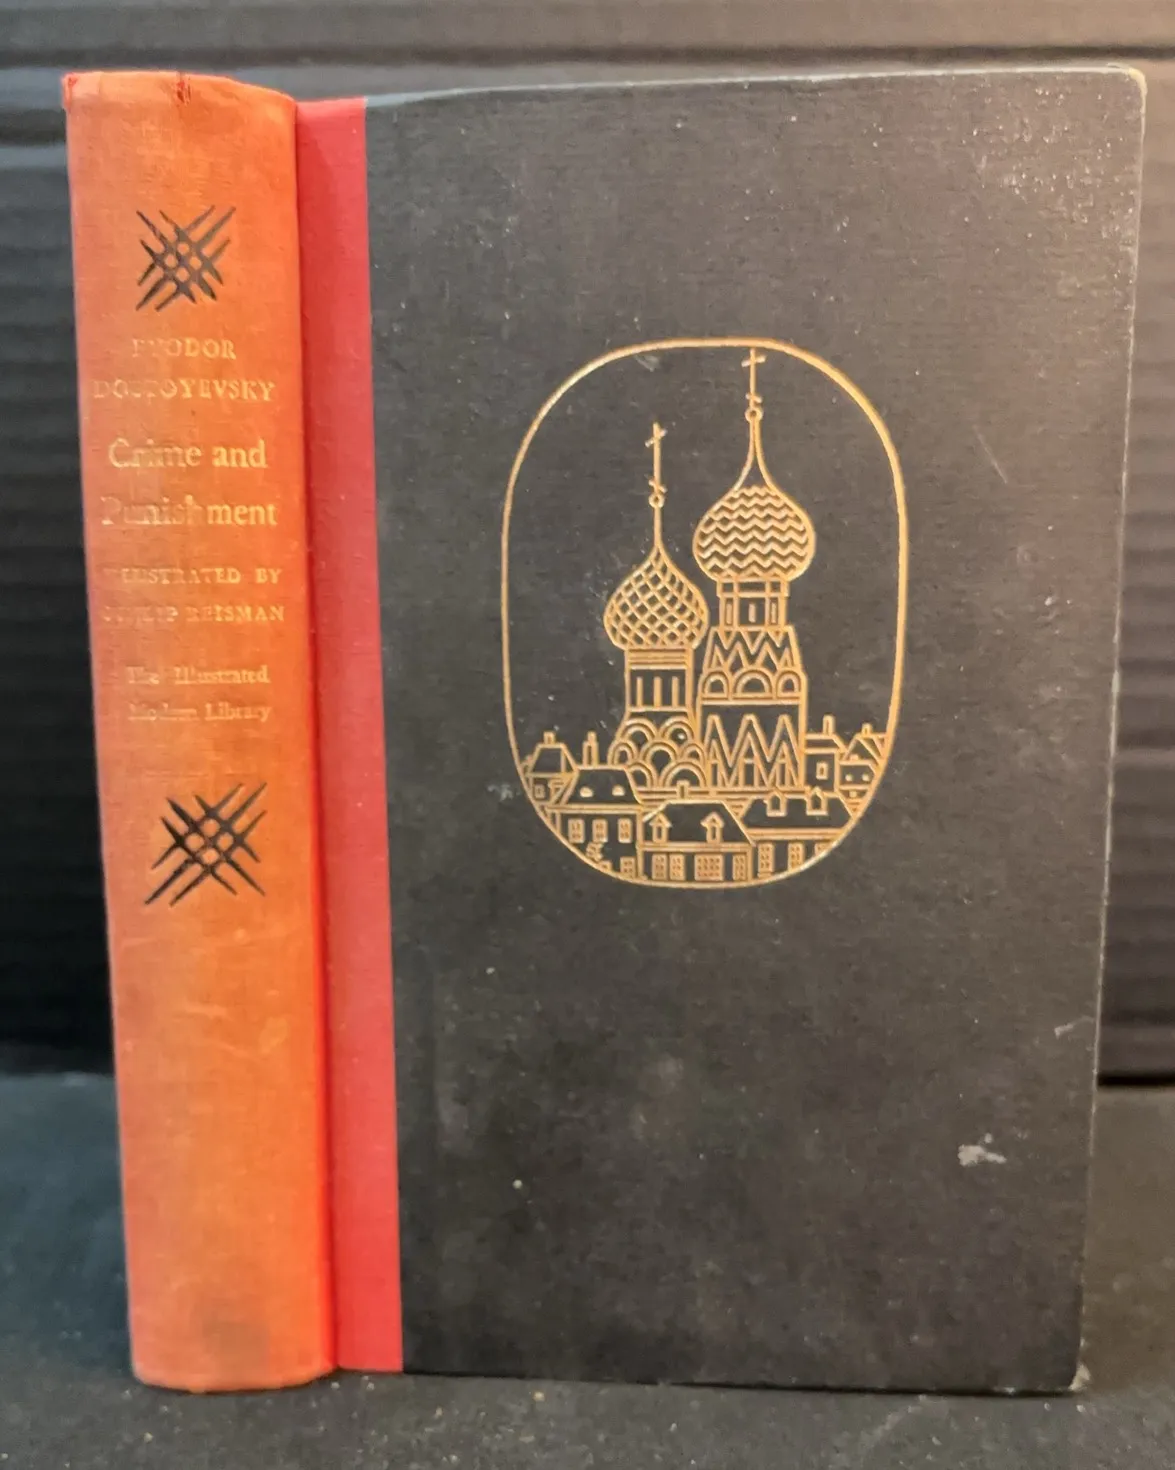 FYODOR
DOSTOYEVSKY
Crime and
Punishment
ILLUSTRATED BY
PHILIP REISMAN
The Illustrated
Modern Library